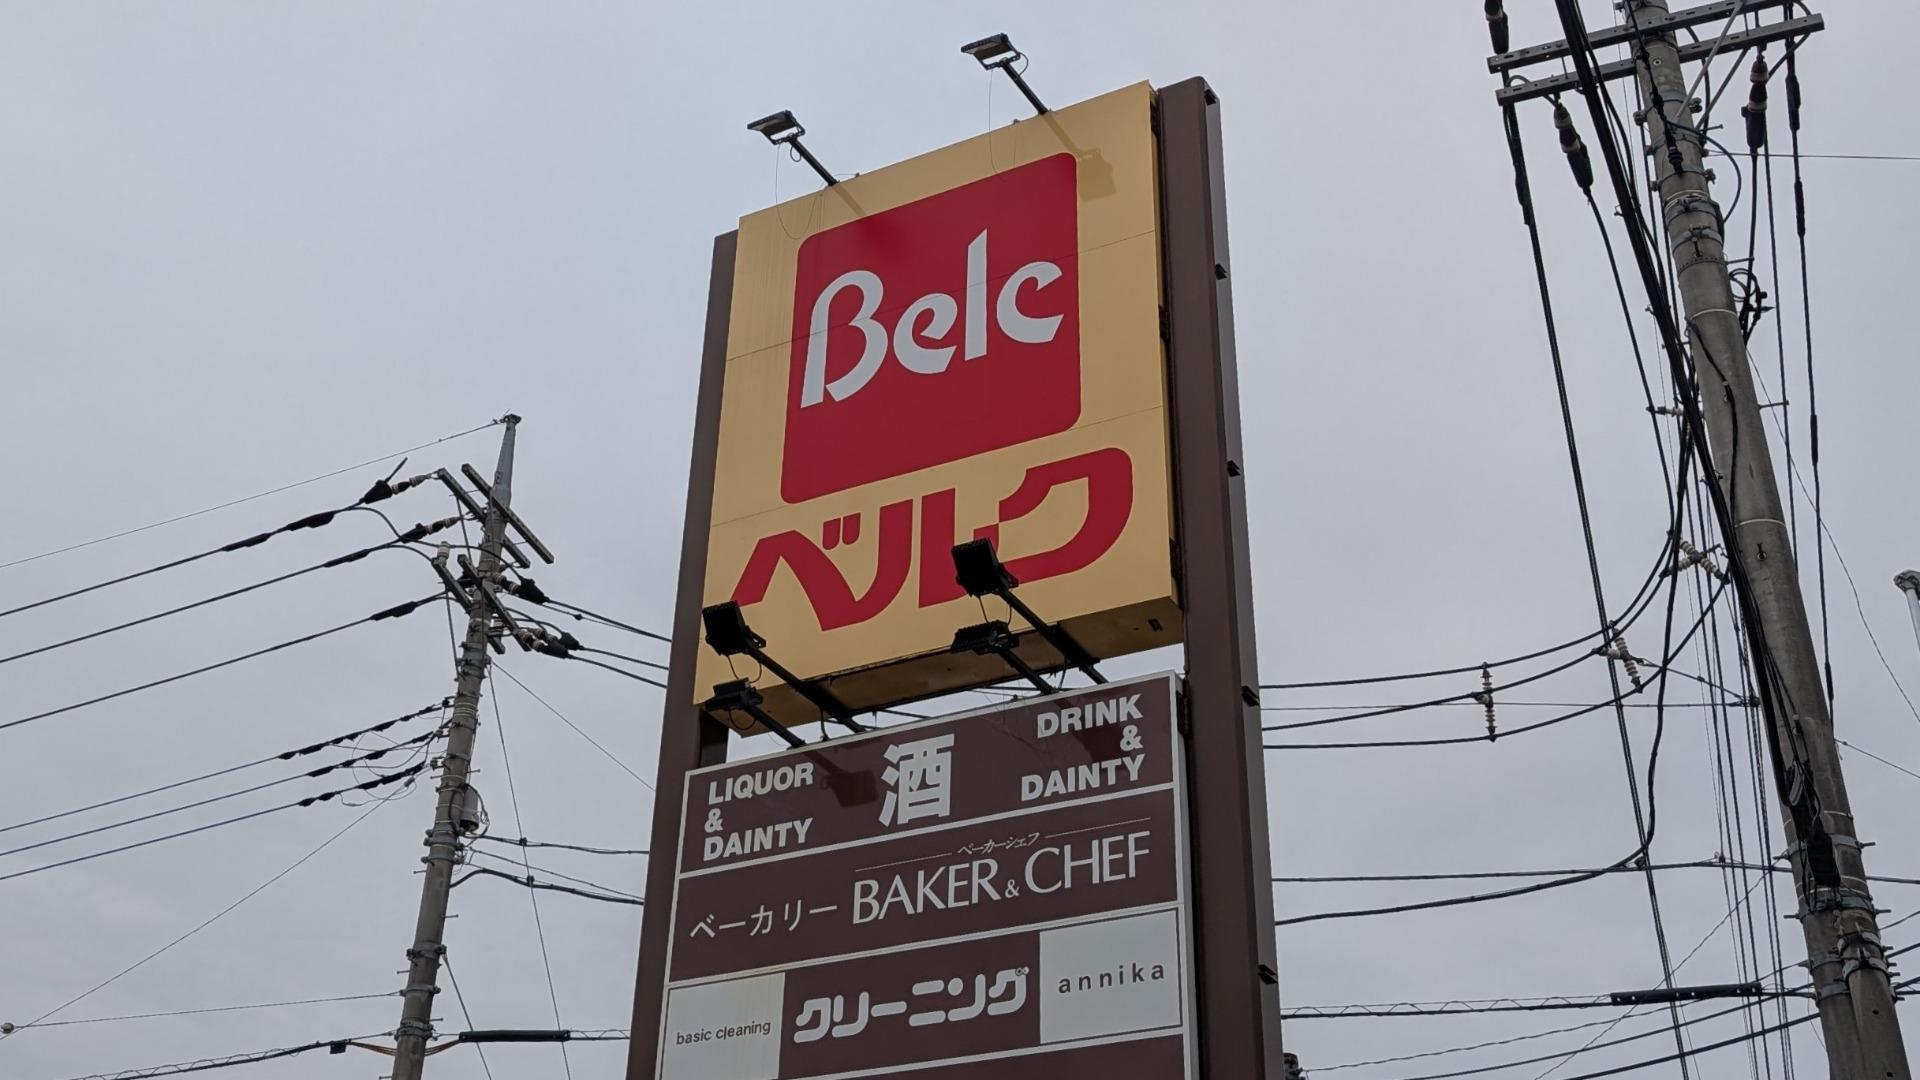 Belc
ベルク
LIQUOR
&
DAINTY
酒
DRINK
&
DAINTY
ベーカーシェフ
ベーカリー BAKER & CHEF
basic cleaning
クリーニング
annika